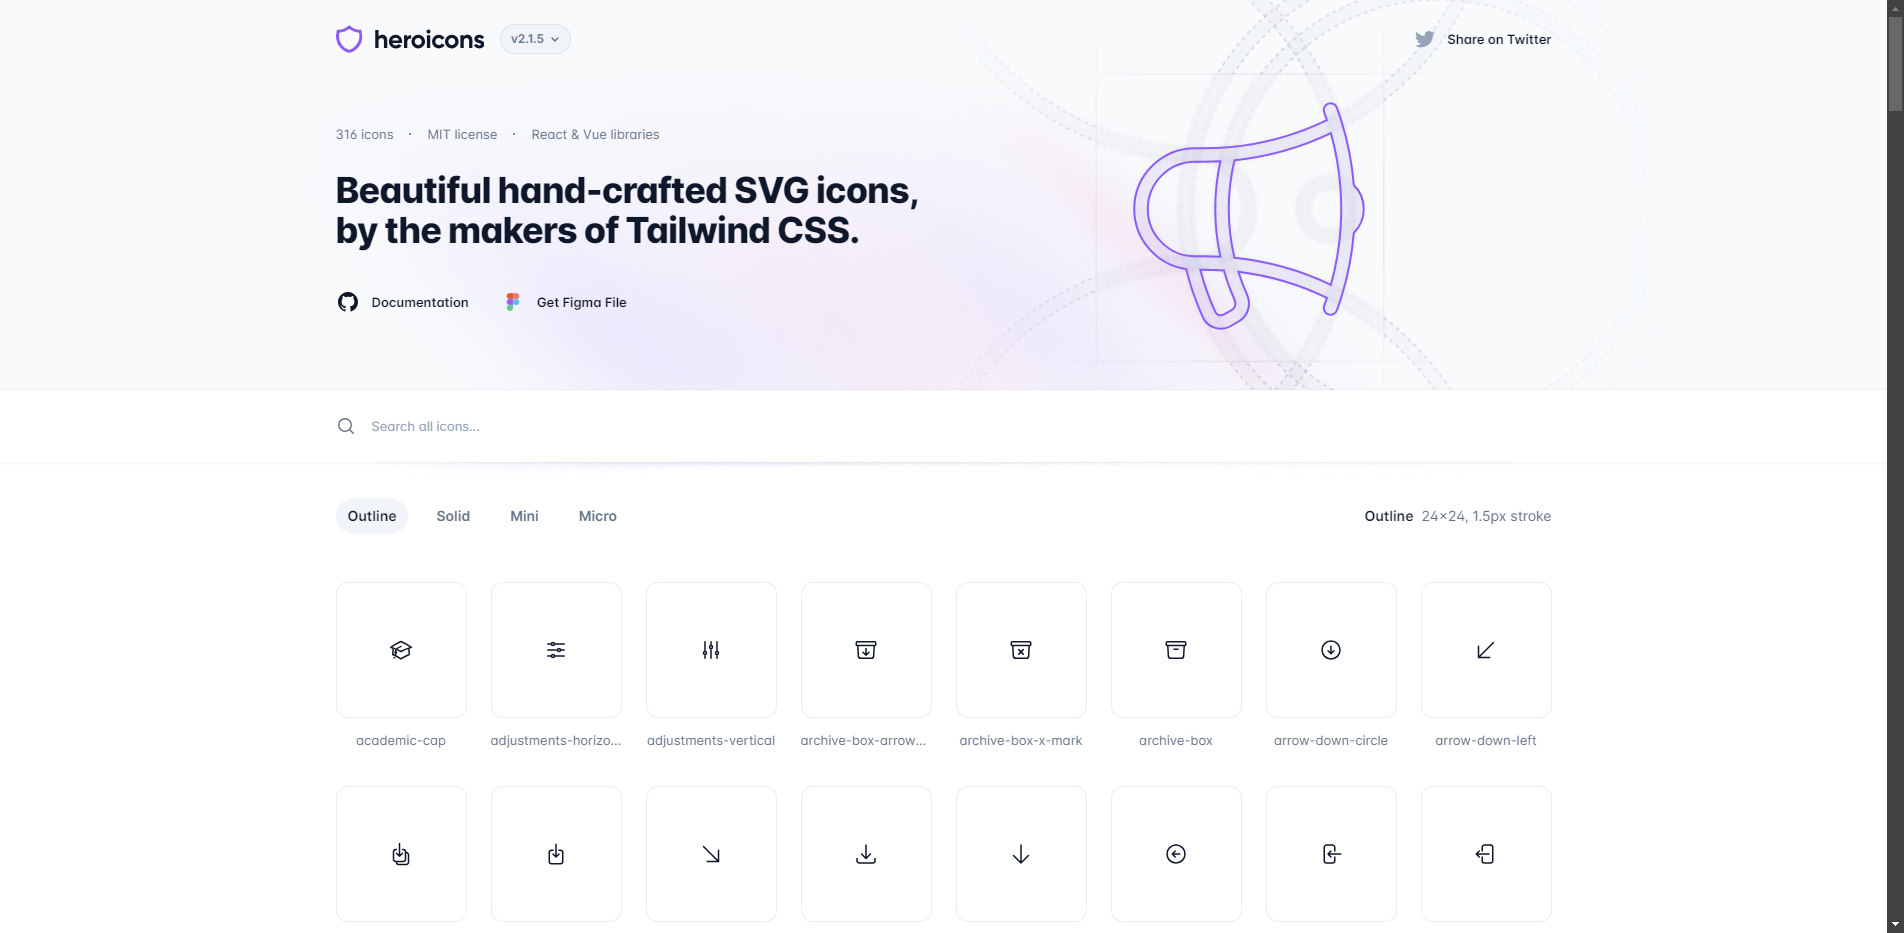 heroicons
v2.1.5
Share on Twitter
316 icons · MIT license · React & Vue libraries
Beautiful hand-crafted SVG icons,
by the makers of Tailwind CSS.
Documentation
Get Figma File
Search all icons...
Outline
Solid
Mini
Micro
Outline 24×24, 1.5px stroke
academic-cap
adjustments-horizo...
adjustments-vertical
archive-box-arrow...
archive-box-x-mark
archive-box
arrow-down-circle
arrow-down-left